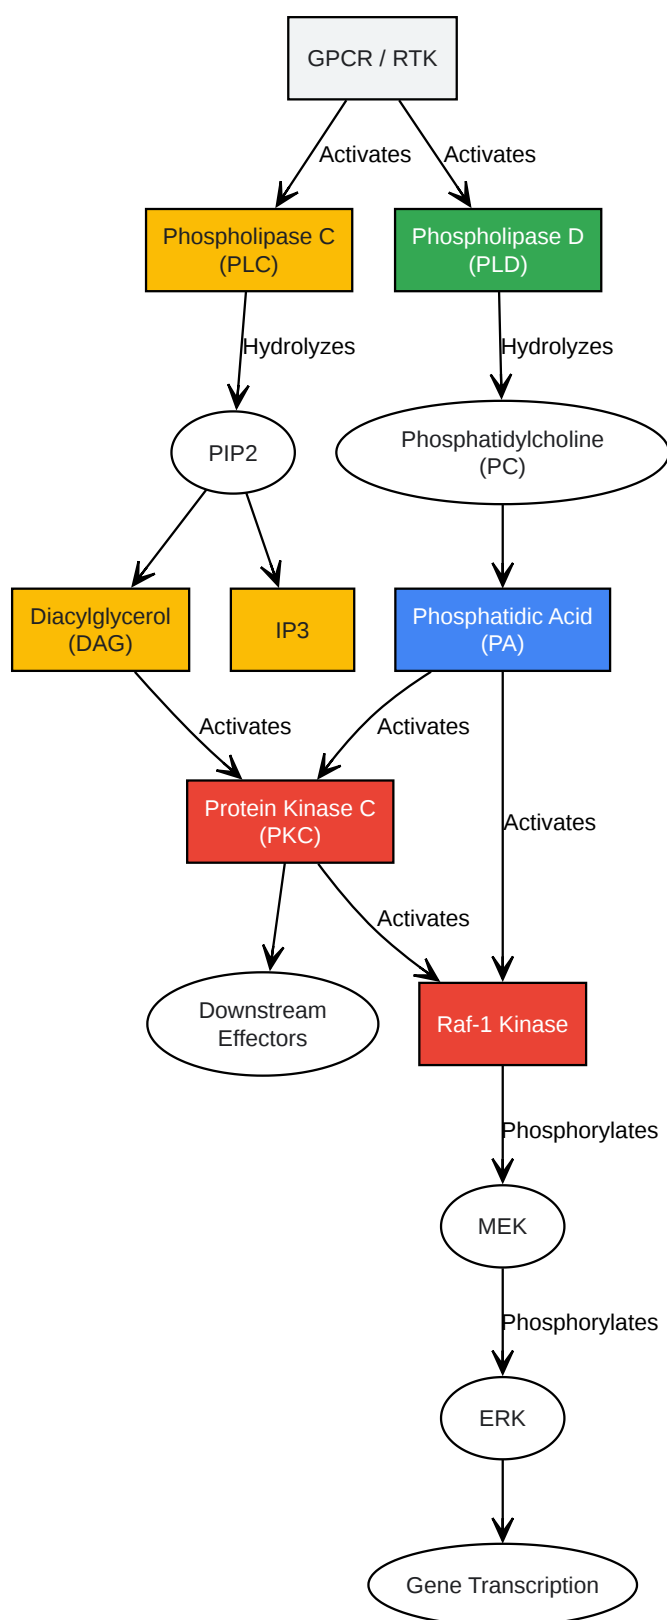 GPCR / RTK
Activates
Activates
Phospholipase C
(PLC)
Phospholipase D
(PLD)
Hydrolyzes
Hydrolyzes
PIP2
Phosphatidylcholine
(PC)
Diacylglycerol
(DAG)
IP3
Phosphatidic Acid
(PA)
Activates
Activates
Protein Kinase C
(PKC)
Activates
Activates
Downstream
Effectors
Raf-1 Kinase
Phosphorylates
MEK
Phosphorylates
ERK
Gene Transcription